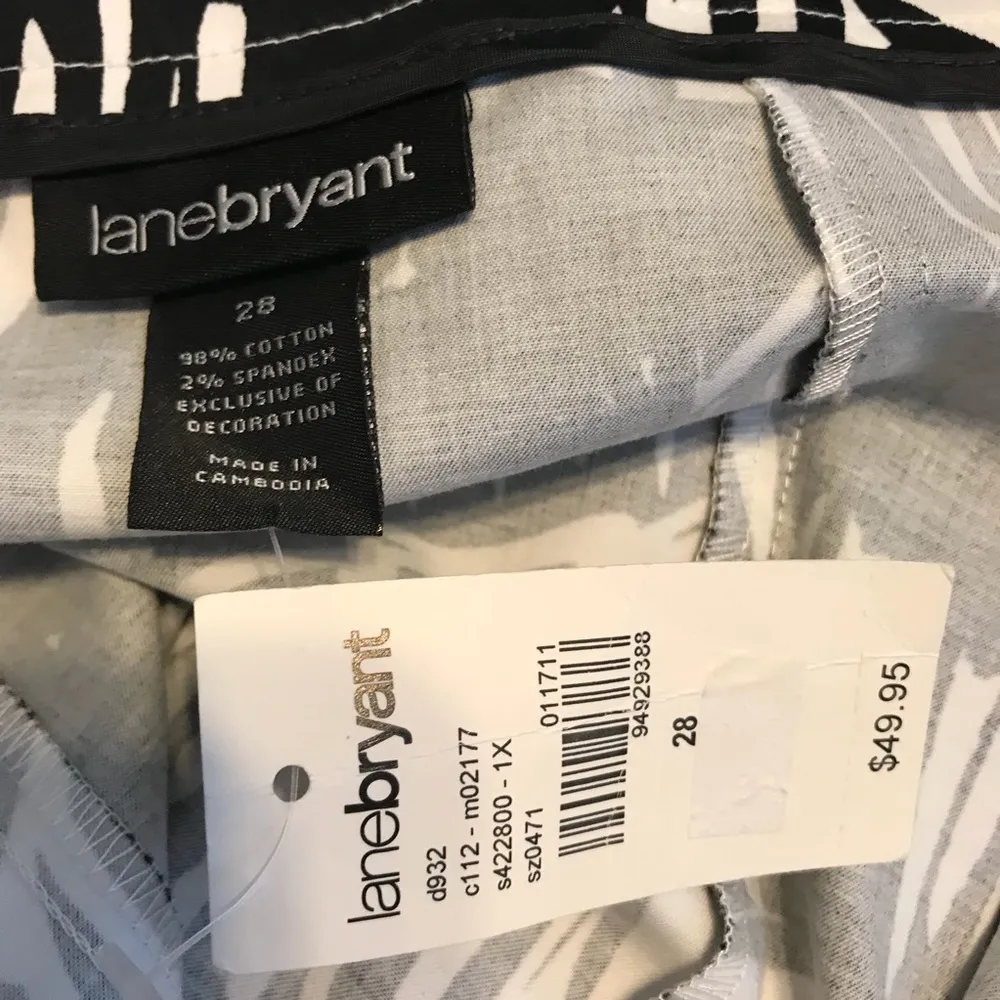 lanebryant
28
98% COTTON
2% SPANDEX
EXCLUSIVE OF
DECORATION
MADE IN
CAMBODIA
lanebryant
d932
c112 - m02177
s422800 - 1X
sz0471
011711
94929388
28
$49.95